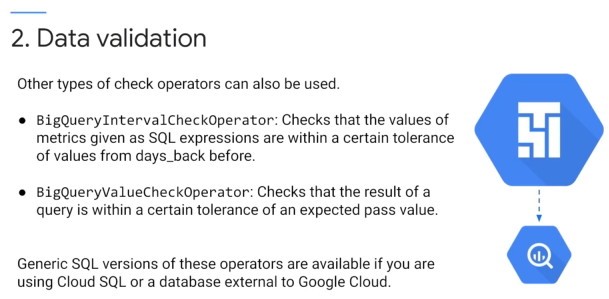 2. Data validation
Other types of check operators can also be used.
● BigQueryIntervalCheckOperator: Checks that the values of
metrics given as SQL expressions are within a certain tolerance
of values from days_back before.
● BigQueryValueCheckOperator: Checks that the result of a
query is within a certain tolerance of an expected pass value.
Generic SQL versions of these operators are available if you are
using Cloud SQL or a database external to Google Cloud.